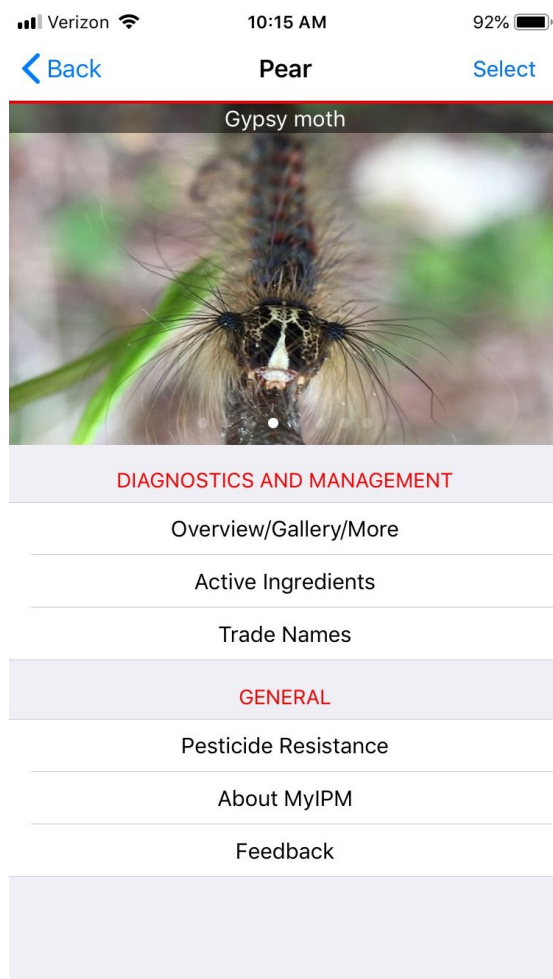 Verizon 10:15 AM 92%
Back Pear Select
Gypsy moth
DIAGNOSTICS AND MANAGEMENT
Overview/Gallery/More
Active Ingredients
Trade Names
GENERAL
Pesticide Resistance
About MyIPM
Feedback